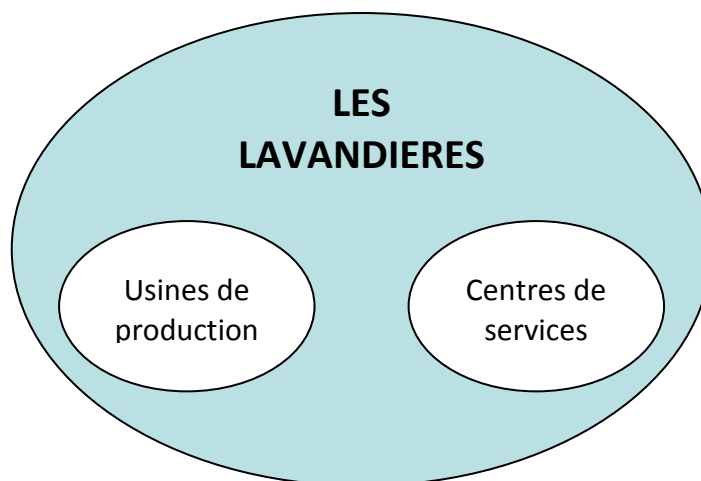 LES
LAVANDIERES
Usines de
production
Centres de
services